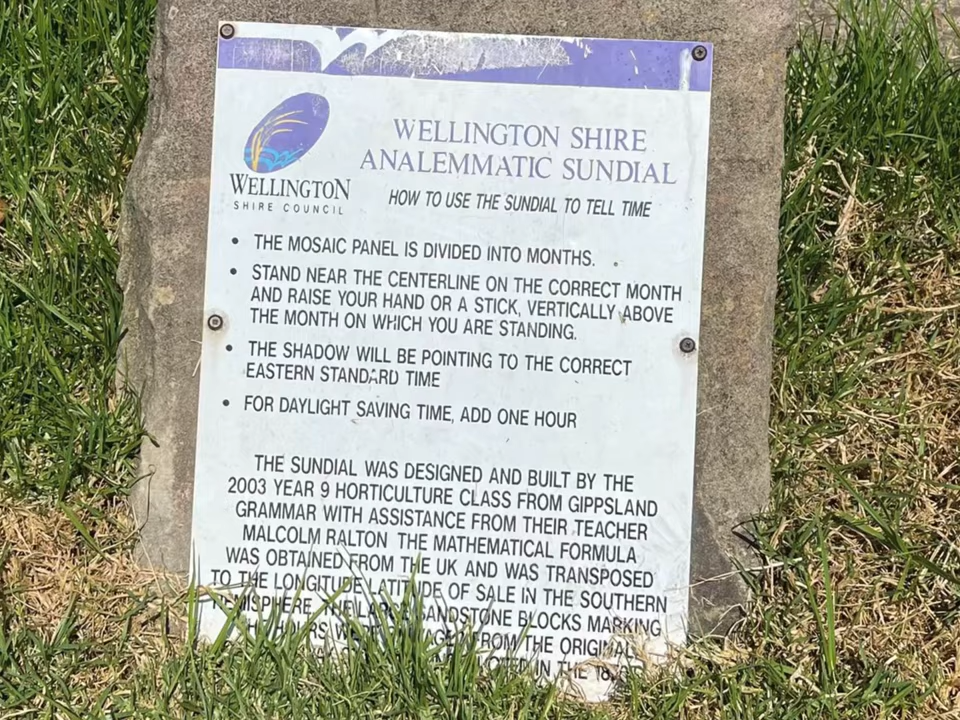 WELLINGTON
SHIRE COUNCIL
WELLINGTON SHIRE
ANALEMMATIC SUNDIAL
HOW TO USE THE SUNDIAL TO TELL TIME
• THE MOSAIC PANEL IS DIVIDED INTO MONTHS.
• STAND NEAR THE CENTERLINE ON THE CORRECT MONTH
AND RAISE YOUR HAND OR A STICK, VERTICALLY ABOVE
THE MONTH ON WHICH YOU ARE STANDING.
• THE SHADOW WILL BE POINTING TO THE CORRECT
EASTERN STANDARD TIME
• FOR DAYLIGHT SAVING TIME, ADD ONE HOUR
THE SUNDIAL WAS DESIGNED AND BUILT BY THE
2003 YEAR 9 HORTICULTURE CLASS FROM GIPPSLAND
GRAMMAR WITH ASSISTANCE FROM THEIR TEACHER
MALCOLM RALTON THE MATHEMATICAL FORMULA
WAS OBTAINED FROM THE UK AND WAS TRANSPOSED
TO THE LONGITUDE LATITUDE OF SALE IN THE SOUTHERN
HEMISPHERE. THE LARGE SANDSTONE BLOCKS MARKING
HOURS FROM THE ORIGINAL
IN THE